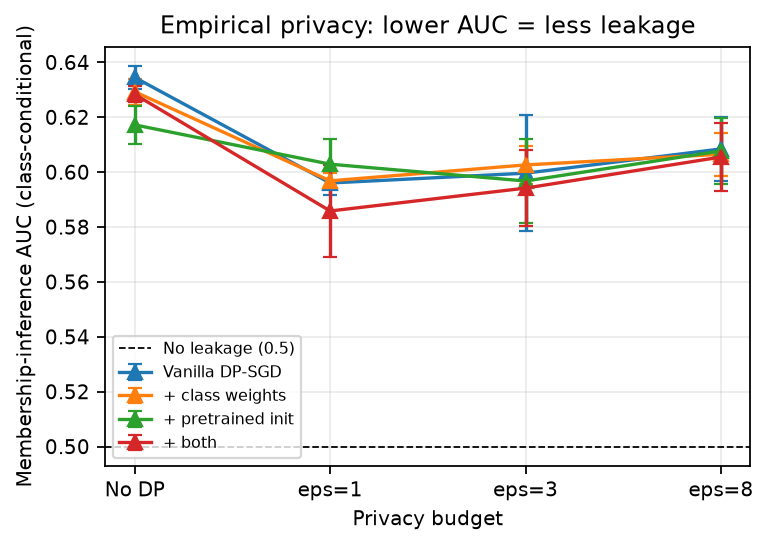 Empirical privacy: lower AUC = less leakage
Membership-inference AUC (class-conditional)
0.64
0.62
0.60
0.58
0.56
0.54
0.52
0.50
No leakage (0.5)
Vanilla DP-SGD
+ class weights
+ pretrained init
+ both
No DP
eps=1
eps=3
eps=8
Privacy budget